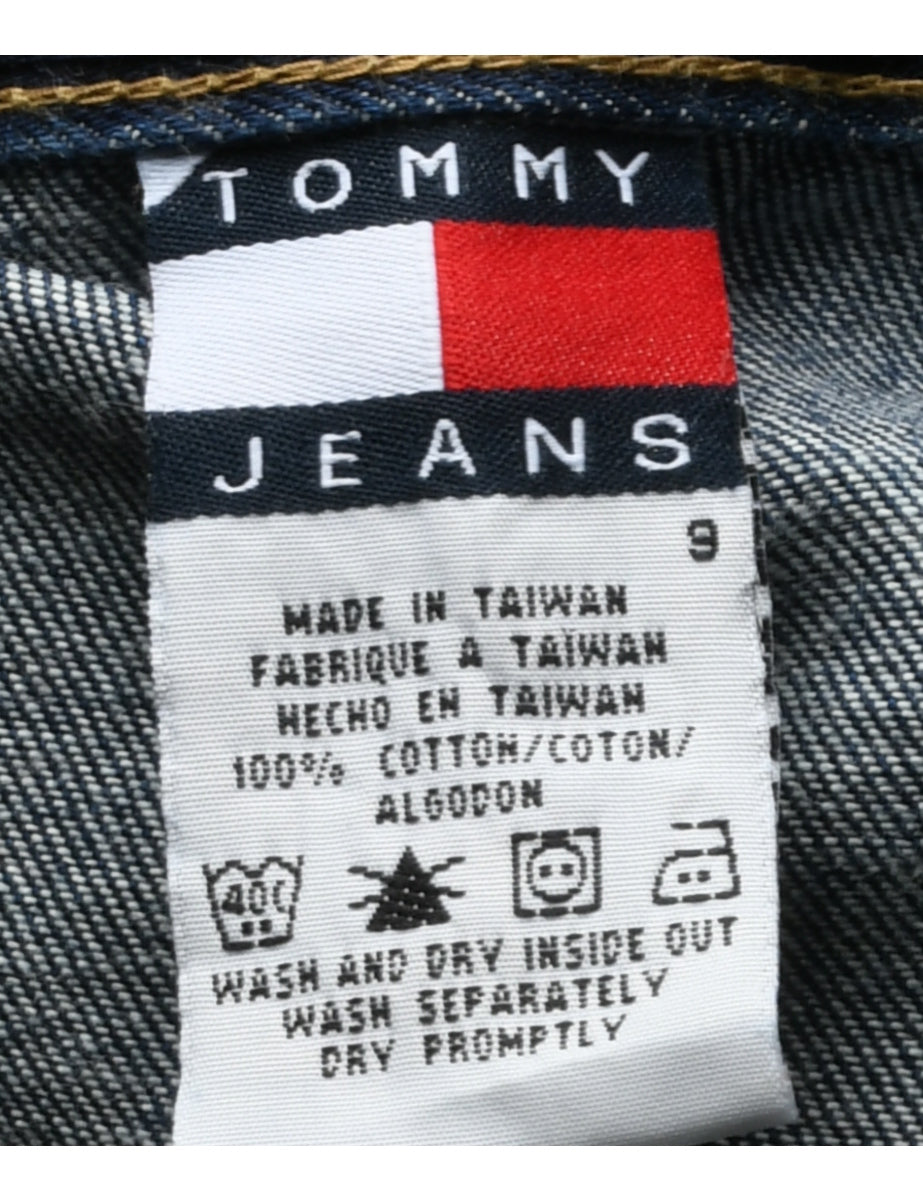 TOMMY
JEANS
9
MADE IN TAIWAN
FABRIQUE A TAÏWAN
HECHO EN TAIWAN
100% COTTON/COTON/
ALGODON
40C
WASH AND DRY INSIDE OUT
WASH SEPARATELY
DRY PROMPTLY